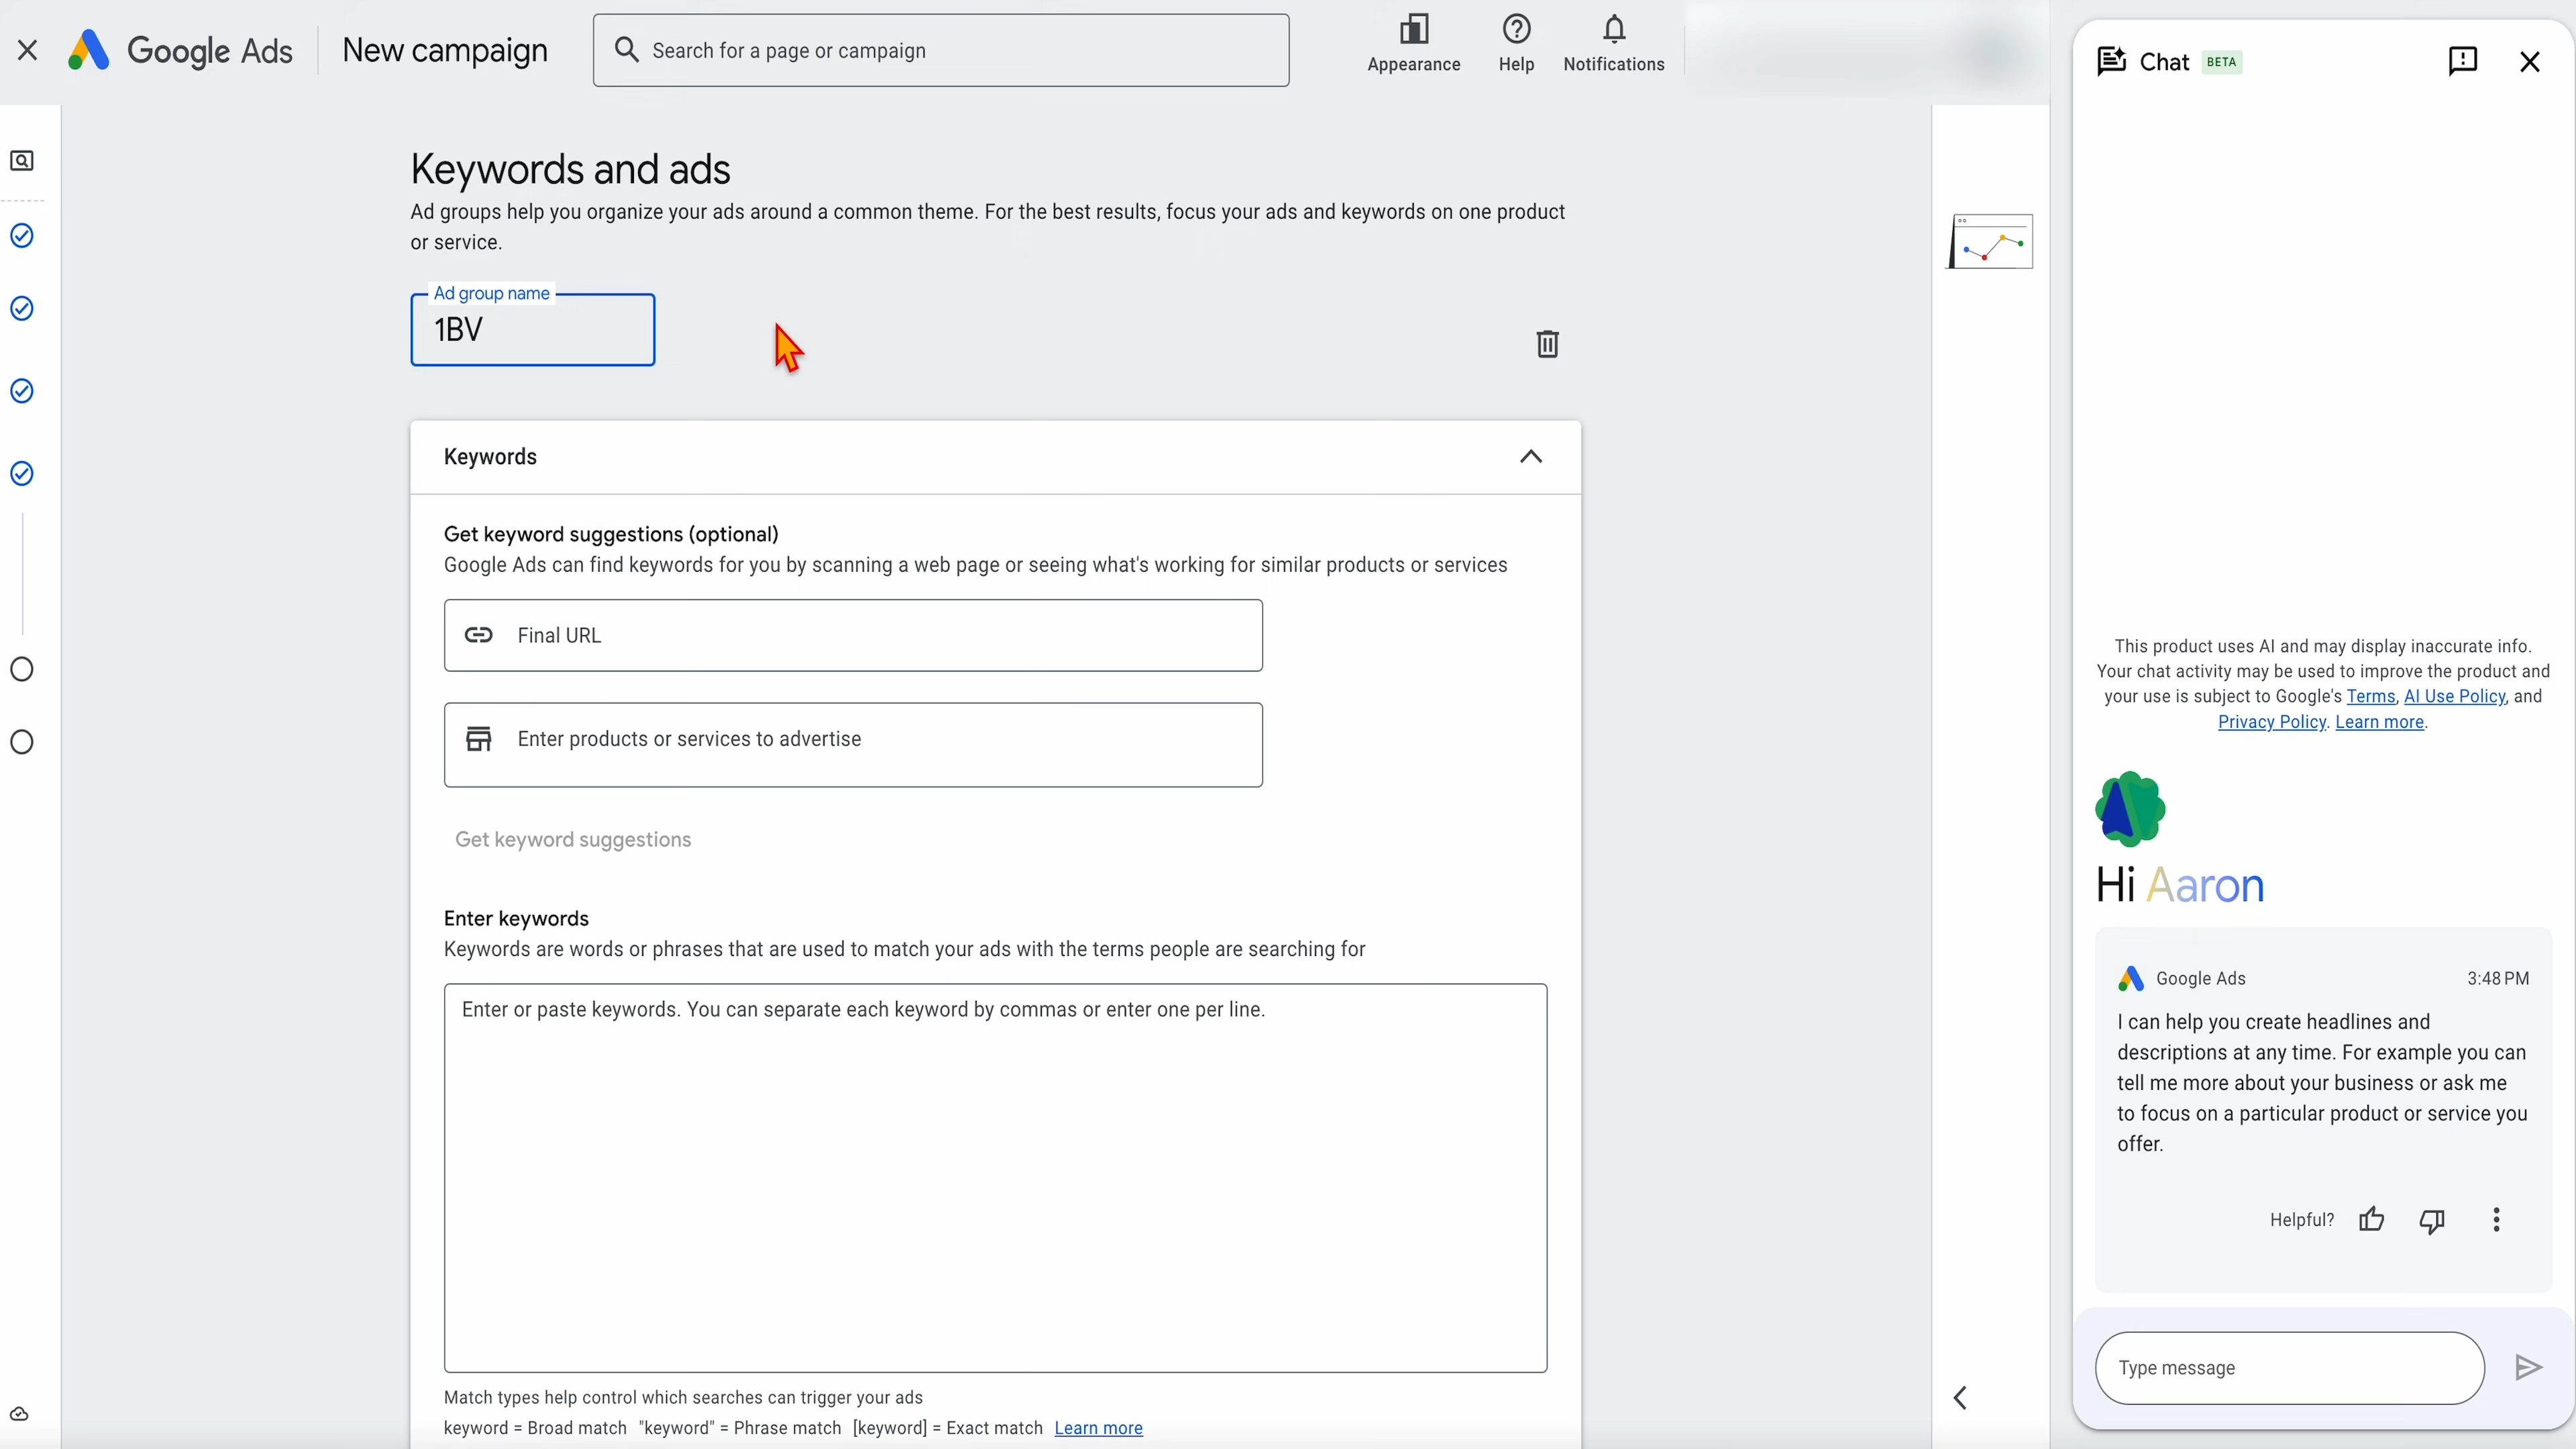 Google Ads
New campaign
Search for a page or campaign
Appearance
Help
Notifications
Keywords and ads
Ad groups help you organize your ads around a common theme. For the best results, focus your ads and keywords on one product
or service.
Ad group name
1BV
Keywords
Get keyword suggestions (optional)
Google Ads can find keywords for you by scanning a web page or seeing what's working for similar products or services
Final URL
Enter products or services to advertise
Get keyword suggestions
Enter keywords
Keywords are words or phrases that are used to match your ads with the terms people are searching for
Enter or paste keywords. You can separate each keyword by commas or enter one per line.
Match types help control which searches can trigger your ads
keyword = Broad match "keyword" = Phrase match [keyword] = Exact match Learn more
Chat BETA
This product uses AI and may display inaccurate info.
Your chat activity may be used to improve the product and
your use is subject to Google's Terms, AI Use Policy, and
Privacy Policy. Learn more.
Hi Aaron
Google Ads 3:48 PM
I can help you create headlines and
descriptions at any time. For example you can
tell me more about your business or ask me
to focus on a particular product or service you
offer.
Helpful?
Type message